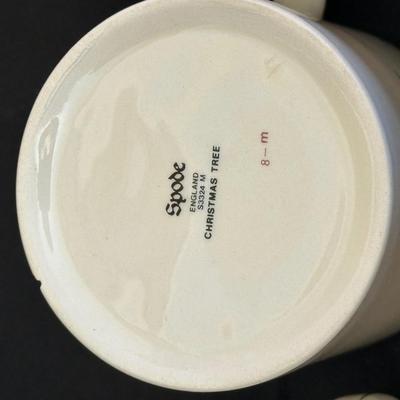 Spode
ENGLAND
S3324 M
CHRISTMAS TREE
8 – m